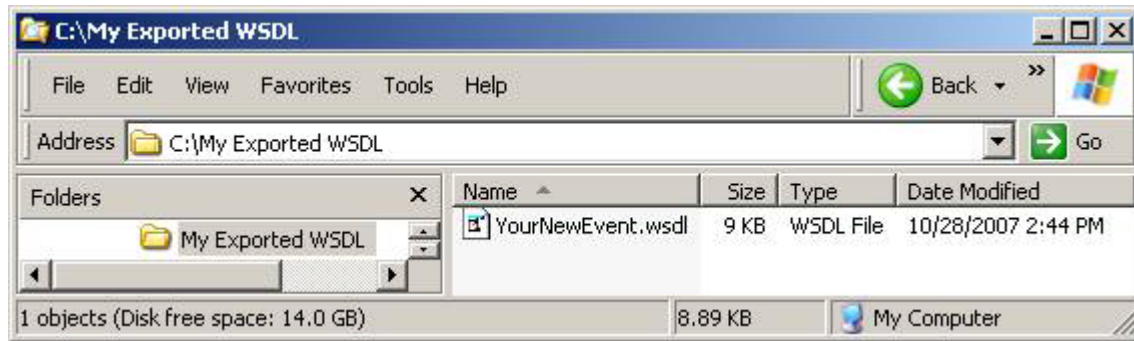 C:\My Exported WSDL
File Edit View Favorites Tools Help Back »
Address C:\My Exported WSDL Go
Folders Name Size Type Date Modified
My Exported WSDL YourNewEvent.wsdl 9 KB WSDL File 10/28/2007 2:44 PM
1 objects (Disk free space: 14.0 GB) 8.89 KB My Computer